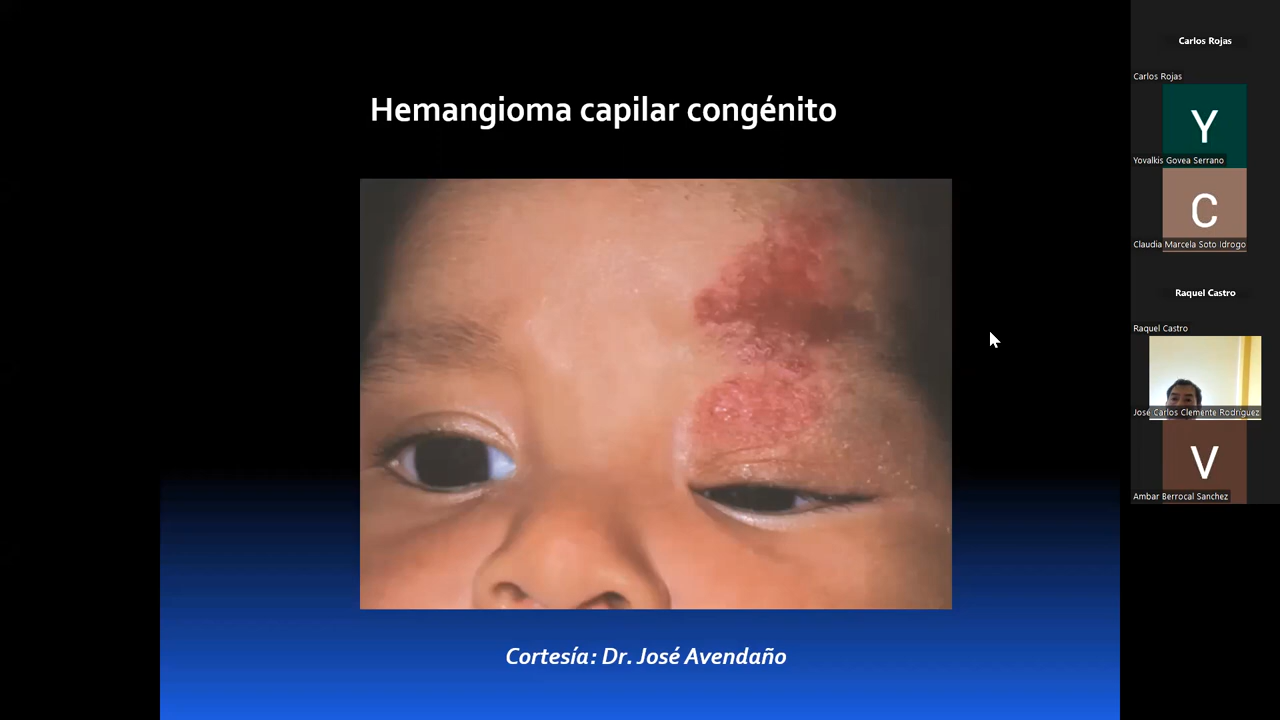 Hemangioma capilar congénito
Cortesía: Dr. José Avendaño
Carlos Rojas
Carlos Rojas
Y
Yovalkis Govea Serrano
C
Claudia Marcela Soto Idrogo
Raquel Castro
Raquel Castro
José Carlos Clemente Rodríguez
V
Ambar Berrocal Sanchez